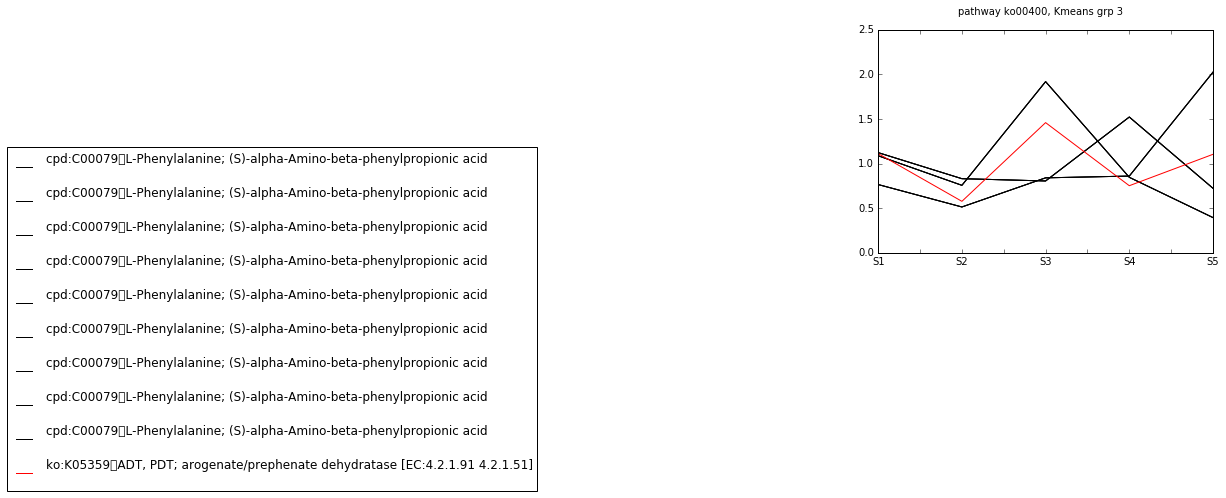 pathway ko00400, Kmeans grp 3
2.5
2.0
1.5
1.0
0.5
0.0
S1 S2 S3 S4 S5
cpd:C00079▯L-Phenylalanine; (S)-alpha-Amino-beta-phenylpropionic acid
cpd:C00079▯L-Phenylalanine; (S)-alpha-Amino-beta-phenylpropionic acid
cpd:C00079▯L-Phenylalanine; (S)-alpha-Amino-beta-phenylpropionic acid
cpd:C00079▯L-Phenylalanine; (S)-alpha-Amino-beta-phenylpropionic acid
cpd:C00079▯L-Phenylalanine; (S)-alpha-Amino-beta-phenylpropionic acid
cpd:C00079▯L-Phenylalanine; (S)-alpha-Amino-beta-phenylpropionic acid
cpd:C00079▯L-Phenylalanine; (S)-alpha-Amino-beta-phenylpropionic acid
cpd:C00079▯L-Phenylalanine; (S)-alpha-Amino-beta-phenylpropionic acid
cpd:C00079▯L-Phenylalanine; (S)-alpha-Amino-beta-phenylpropionic acid
ko:K05359▯ADT, PDT; arogenate/prephenate dehydratase [EC:4.2.1.91 4.2.1.51]